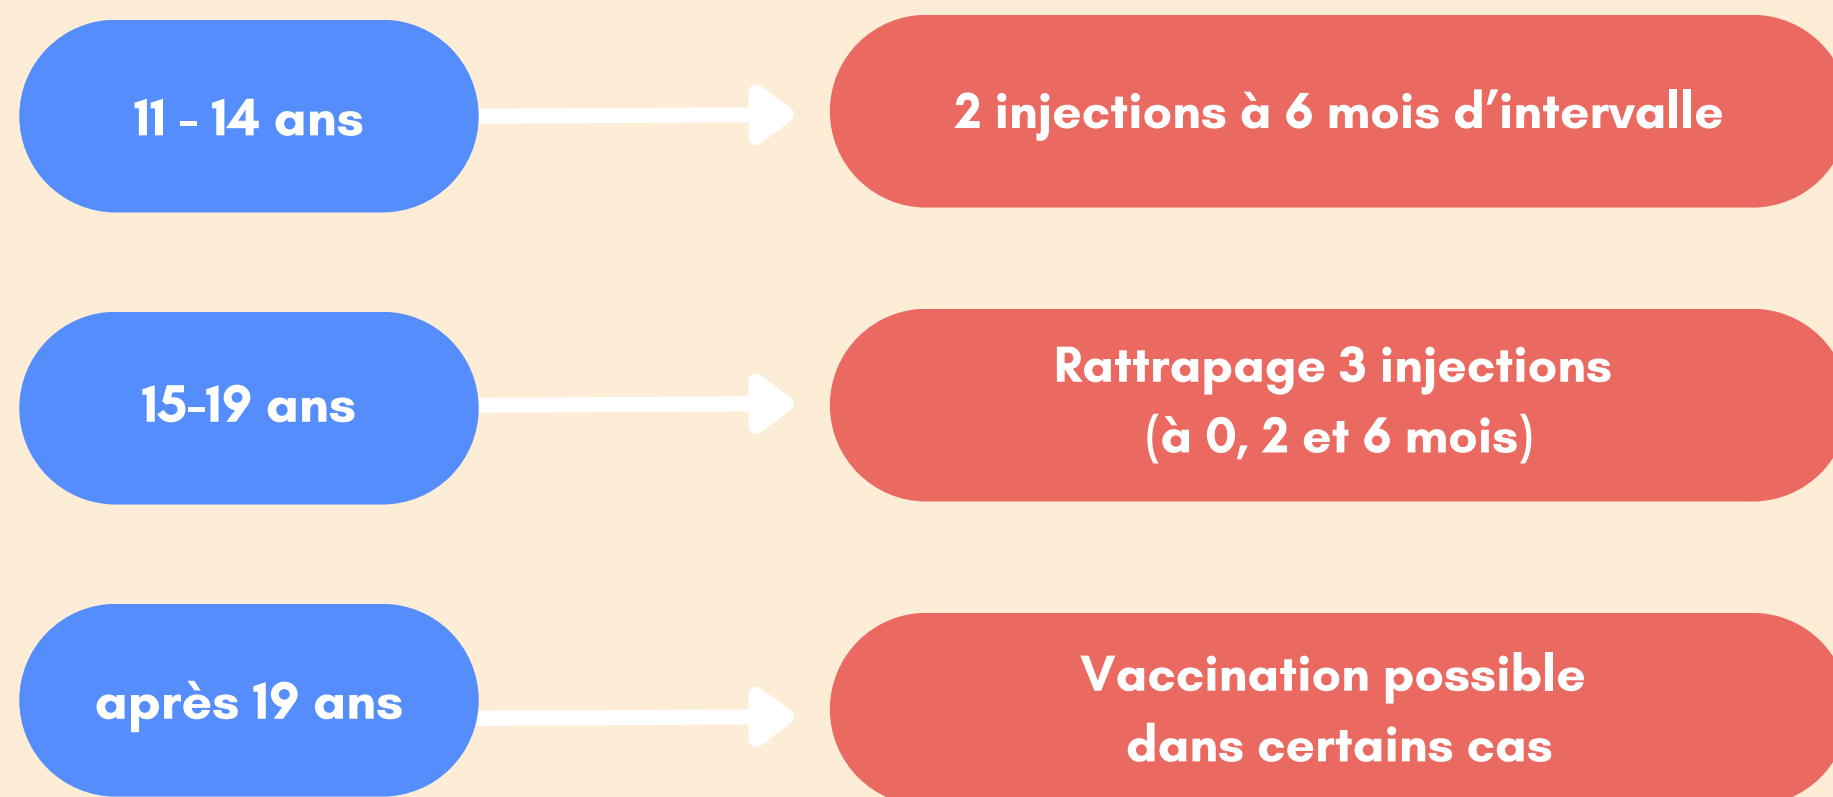 11 - 14 ans
2 injections à 6 mois d’intervalle
15-19 ans
Rattrapage 3 injections
(à 0, 2 et 6 mois)
après 19 ans
Vaccination possible
dans certains cas